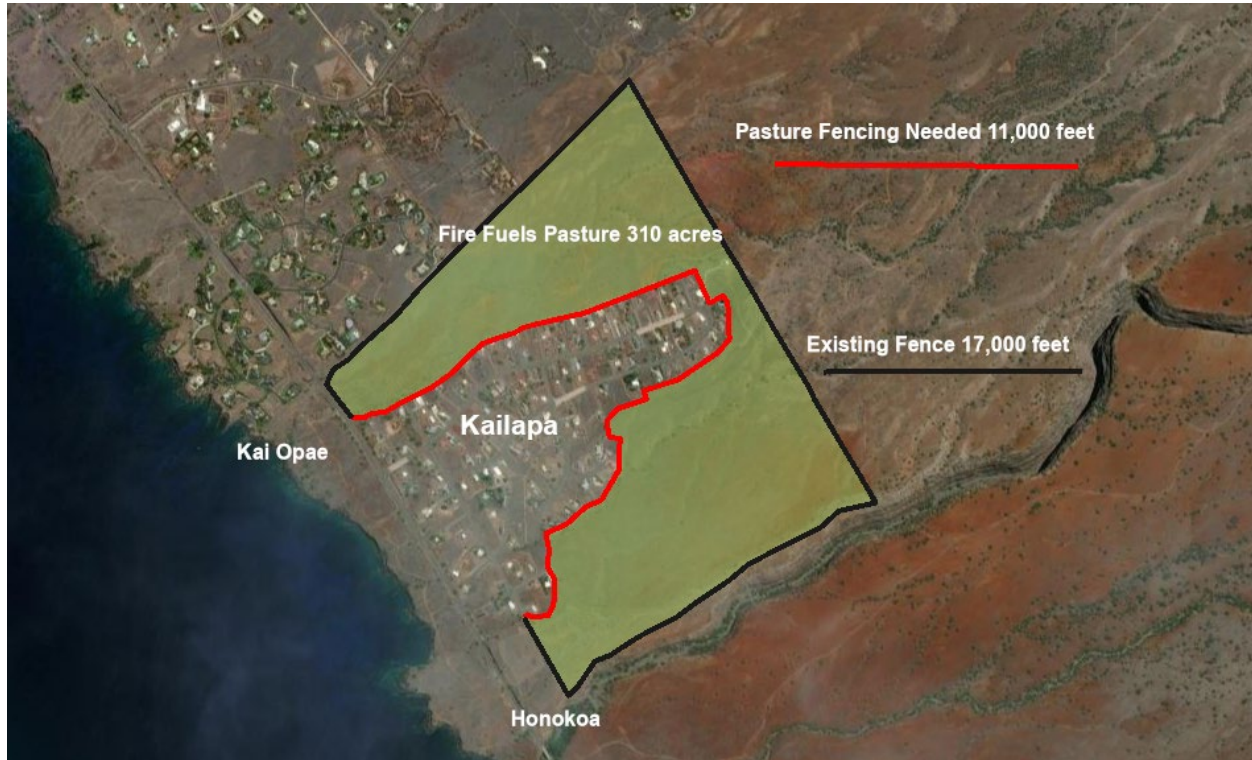 Pasture Fencing Needed 11,000 feet
Fire Fuels Pasture 310 acres
Existing Fence 17,000 feet
Kailapa
Kai Opae
Honokoa